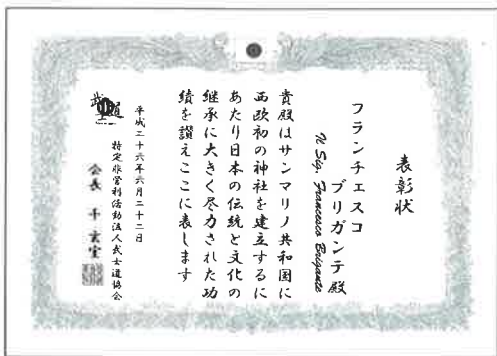 表彰状
フランチェスコ
ブリガンテ殿
Il Sig. Francesco Brigante
貴殿はサンマリノ共和国に
西欧初の神社を建立するに
あたり日本の伝統と文化の
継承に大きく尽力された功
績を讃えここに表します
平成二十六年六月二十二日
特定非営利活動法人武士道協会
会長 千玄室
武士道